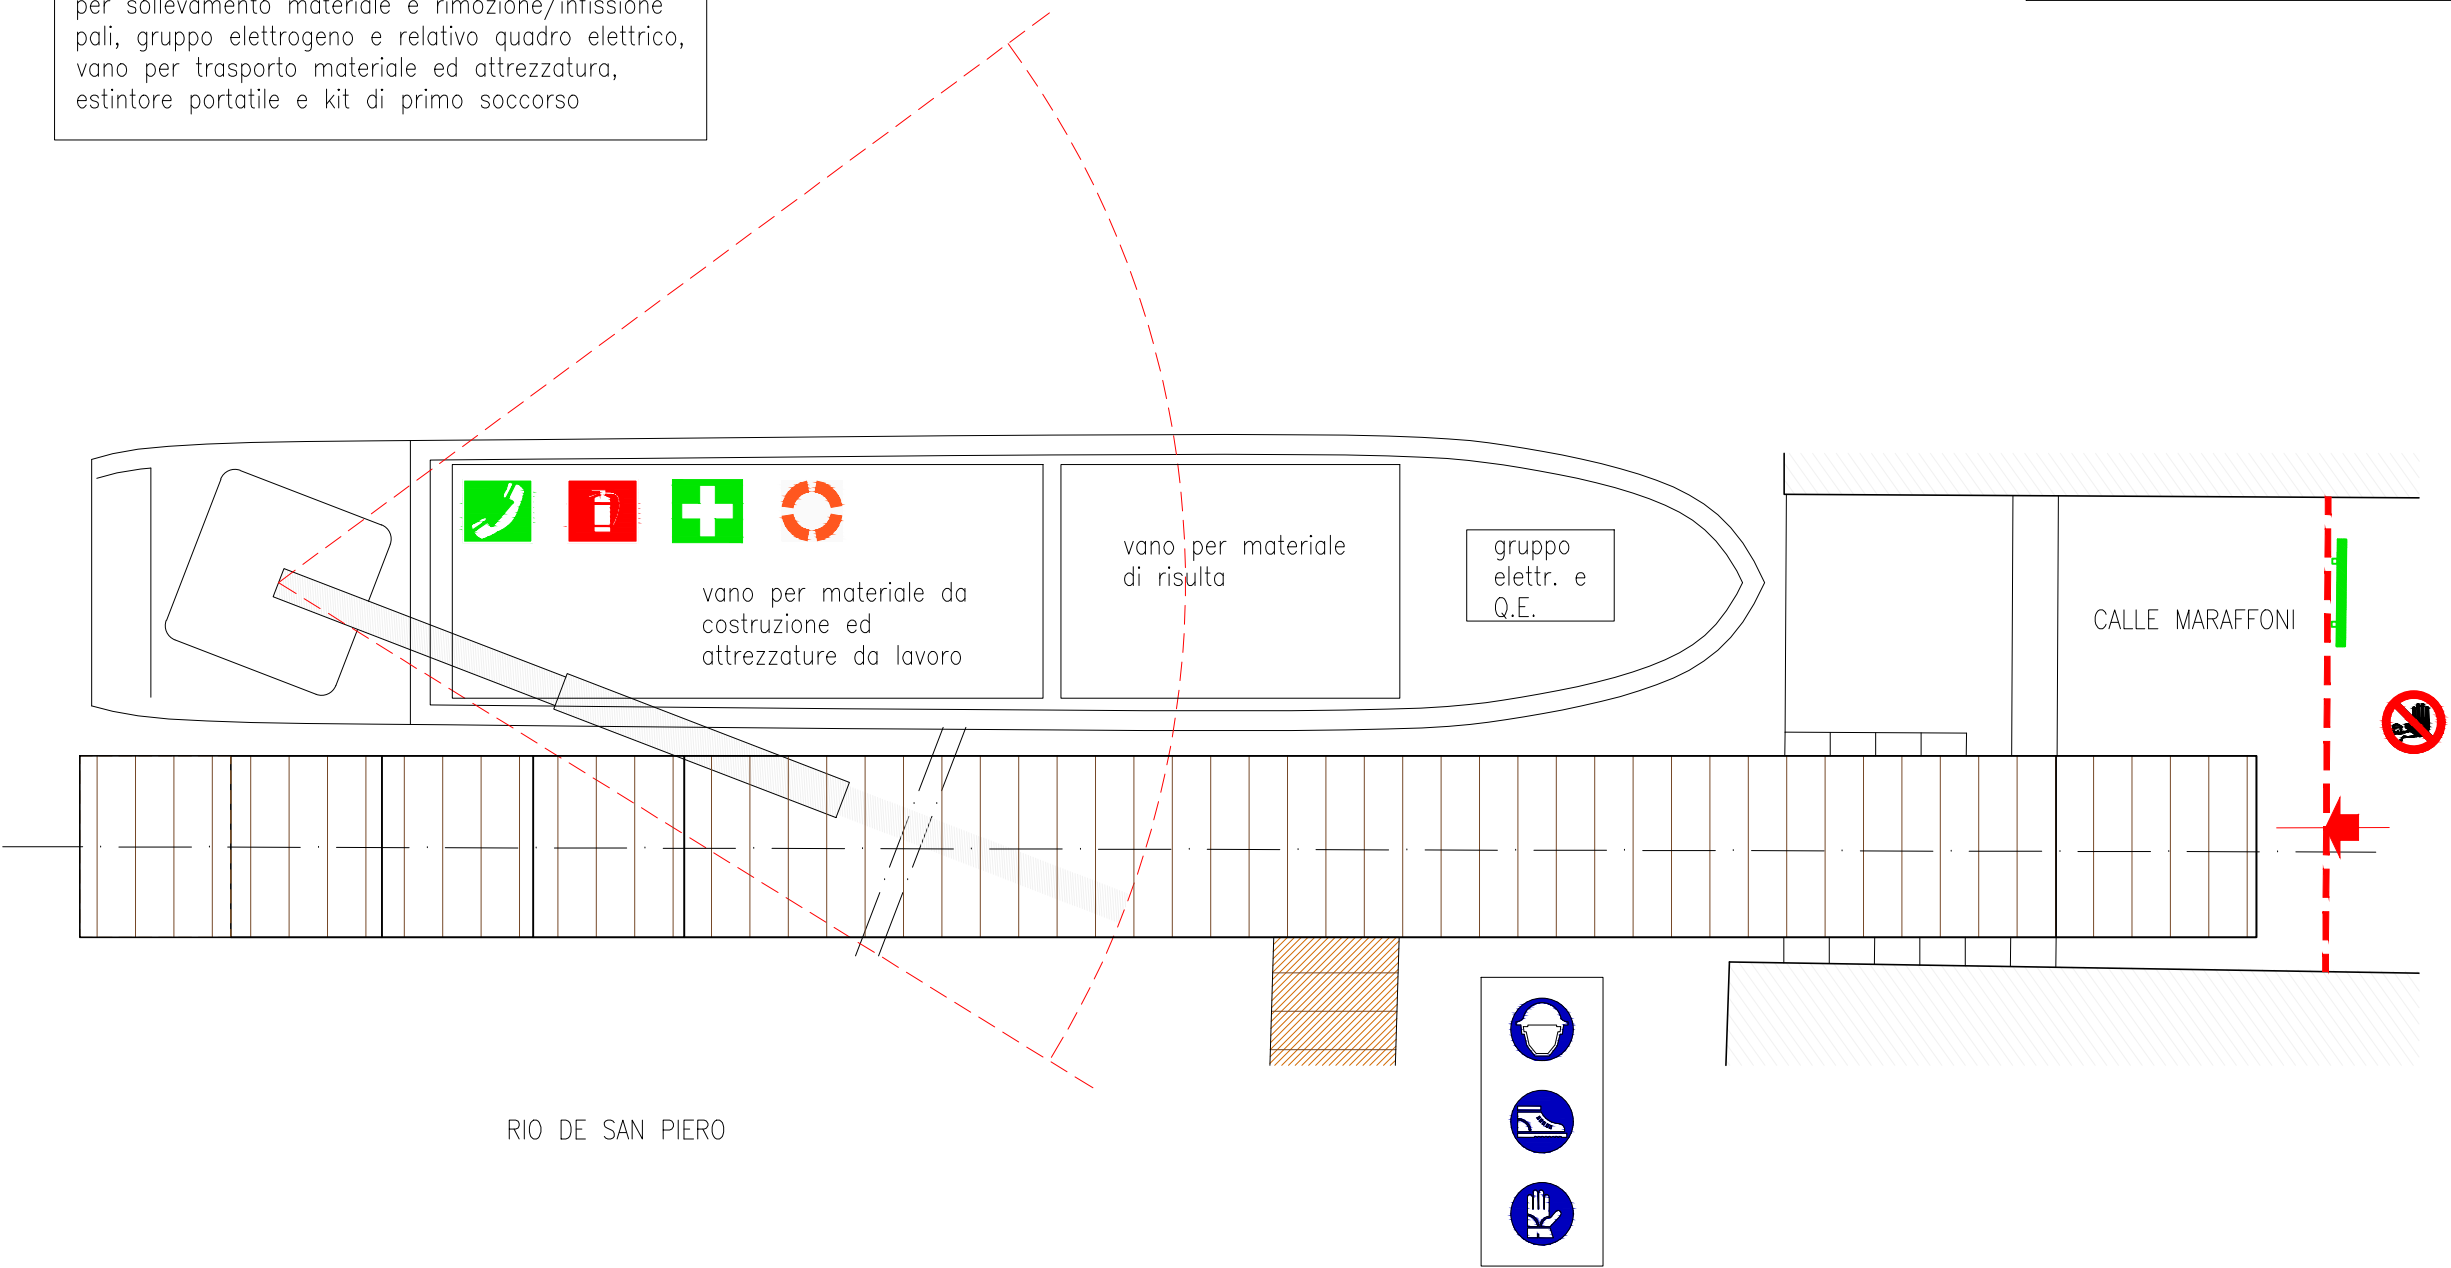 per sollevamento materiale e rimozione/infissione
pali, gruppo elettrogeno e relativo quadro elettrico,
vano per trasporto materiale ed attrezzatura,
estintore portatile e kit di primo soccorso
vano per materiale da
costruzione ed
attrezzature da lavoro
vano per materiale
di risulta
gruppo
elettr. e
Q.E.
CALLE MARAFFONI
RIO DE SAN PIERO